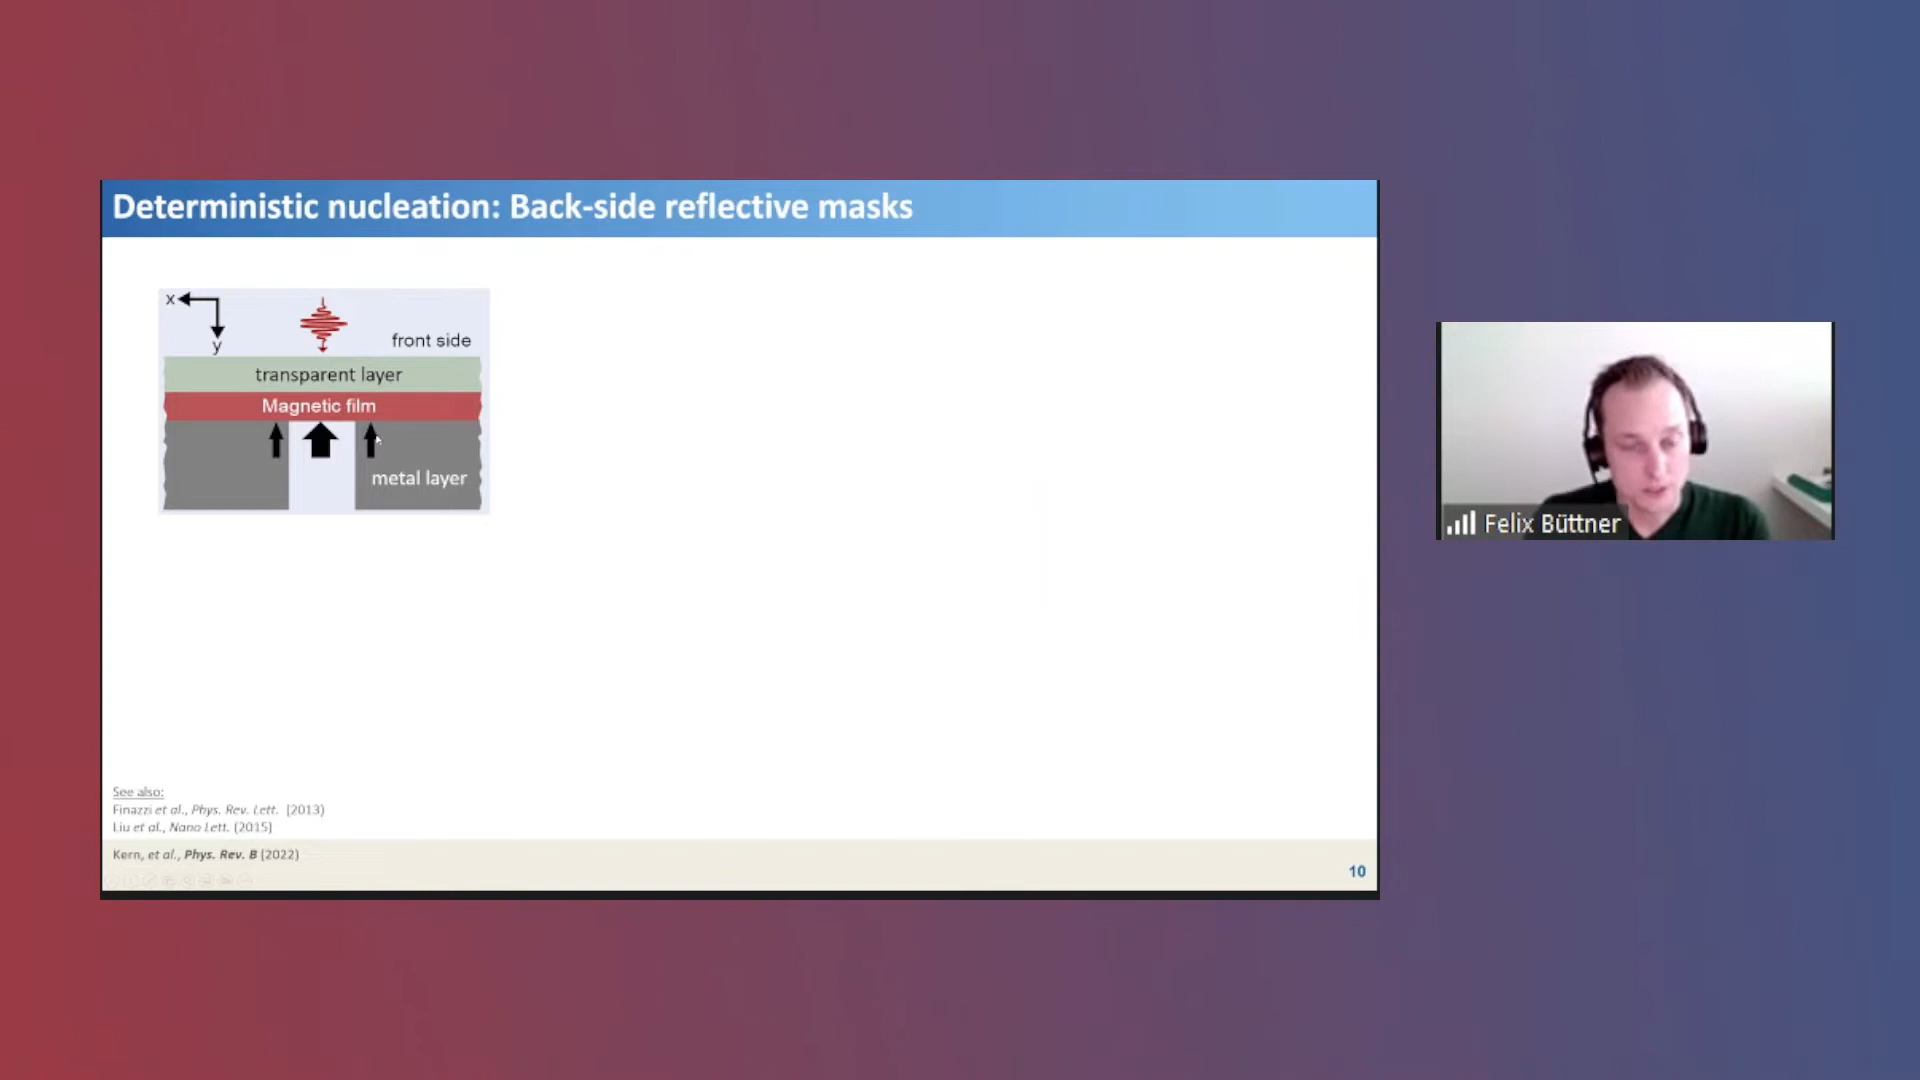 Deterministic nucleation: Back-side reflective masks
x
y
front side
transparent layer
Magnetic film
metal layer
Felix Büttner
See also:
Finazzi et al., Phys. Rev. Lett. (2013)
Liu et al., Nano Lett. (2015)
Kern, et al., Phys. Rev. B (2022)
10